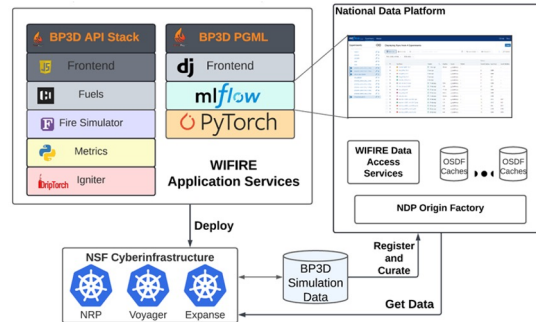 BP3D API Stack
Frontend
Fuels
Fire Simulator
Metrics
DripTorch
Igniter
BP3D PGML
dj
Frontend
mlflow
PyTorch
WIFIRE
Application Services
Deploy
NSF Cyberinfrastructure
NRP
Voyager
Expanse
BP3D
Simulation
Data
Register
and
Curate
Get Data
National Data Platform
WIFIRE Data
Access
Services
OSDF
Caches
OSDF
Caches
NDP Origin Factory